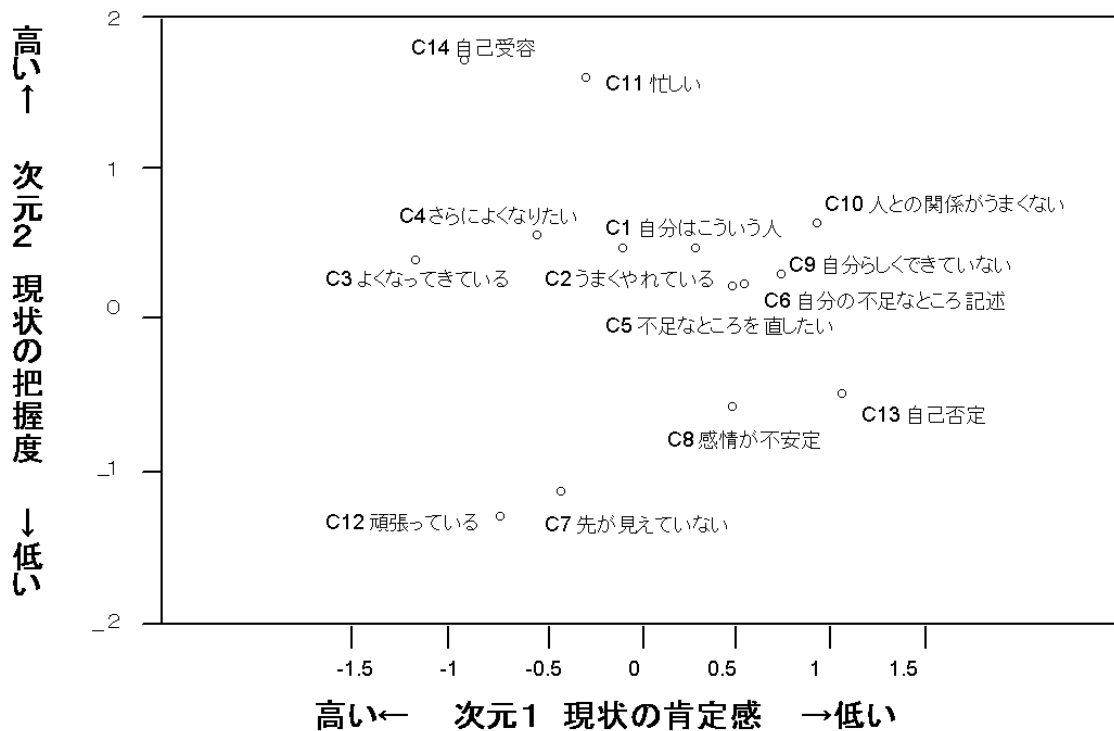 高い↑ 次元2 現状の把握度 ↓低い
2
1
0
_1
_2
C14 自己受容
C11 忙しい
C10 人との関係がうまくない
C4 さらによくなりたい
C1 自分はこういう人
C3 よくなってきている
C2 うまくやれている
C9 自分らしくできていない
C6 自分の不足なところ記述
C5 不足なところを直したい
C13 自己否定
C8 感情が不安定
C12 頑張っている
C7 先が見えていない
-1.5 -1 -0.5 0 0.5 1 1.5
高い← 次元1 現状の肯定感 →低い